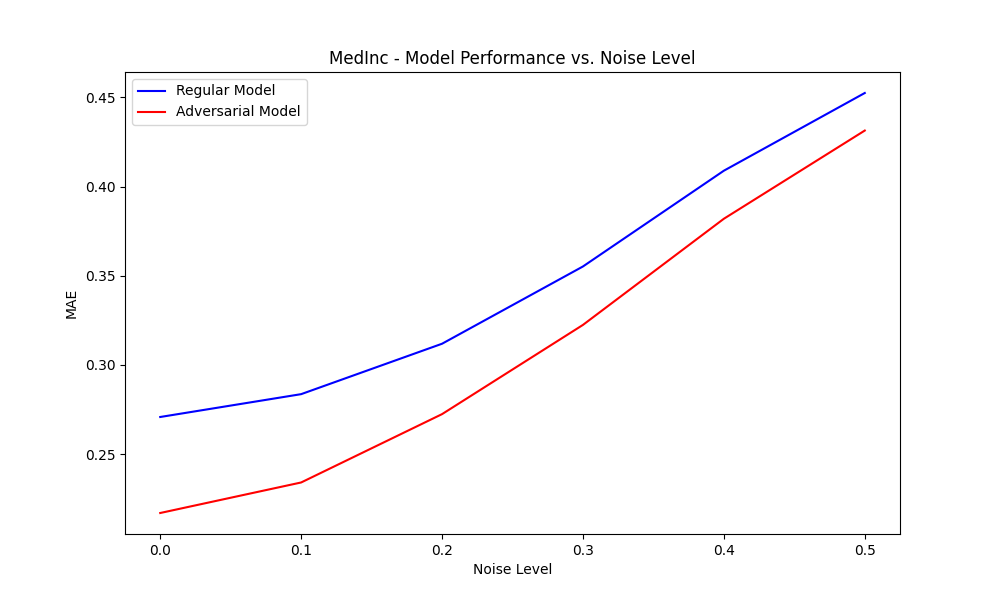 MedInc - Model Performance vs. Noise Level
Regular Model
Adversarial Model
0.45
0.40
0.35
0.30
0.25
MAE
0.0 0.1 0.2 0.3 0.4 0.5
Noise Level